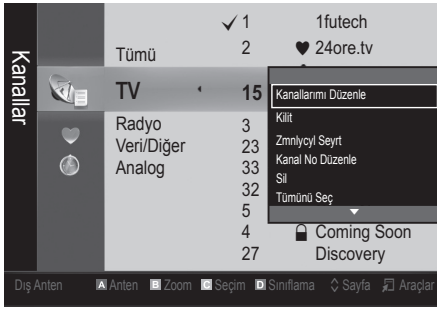 Kanallar
✓ 1 1futech
Tümü 2 ♥ 24ore.tv
TV 15
Radyo 3
Veri/Diğer 23
Analog 33
32
5
4 Coming Soon
27 Discovery
Kanallarımı Düzenle
Kilit
Zmnlycyl Seyrt
Kanal No Düzenle
Sil
Tümünü Seç
Dış Anten A Anten B Zoom C Seçim D Sınıflama Sayfa Araçlar